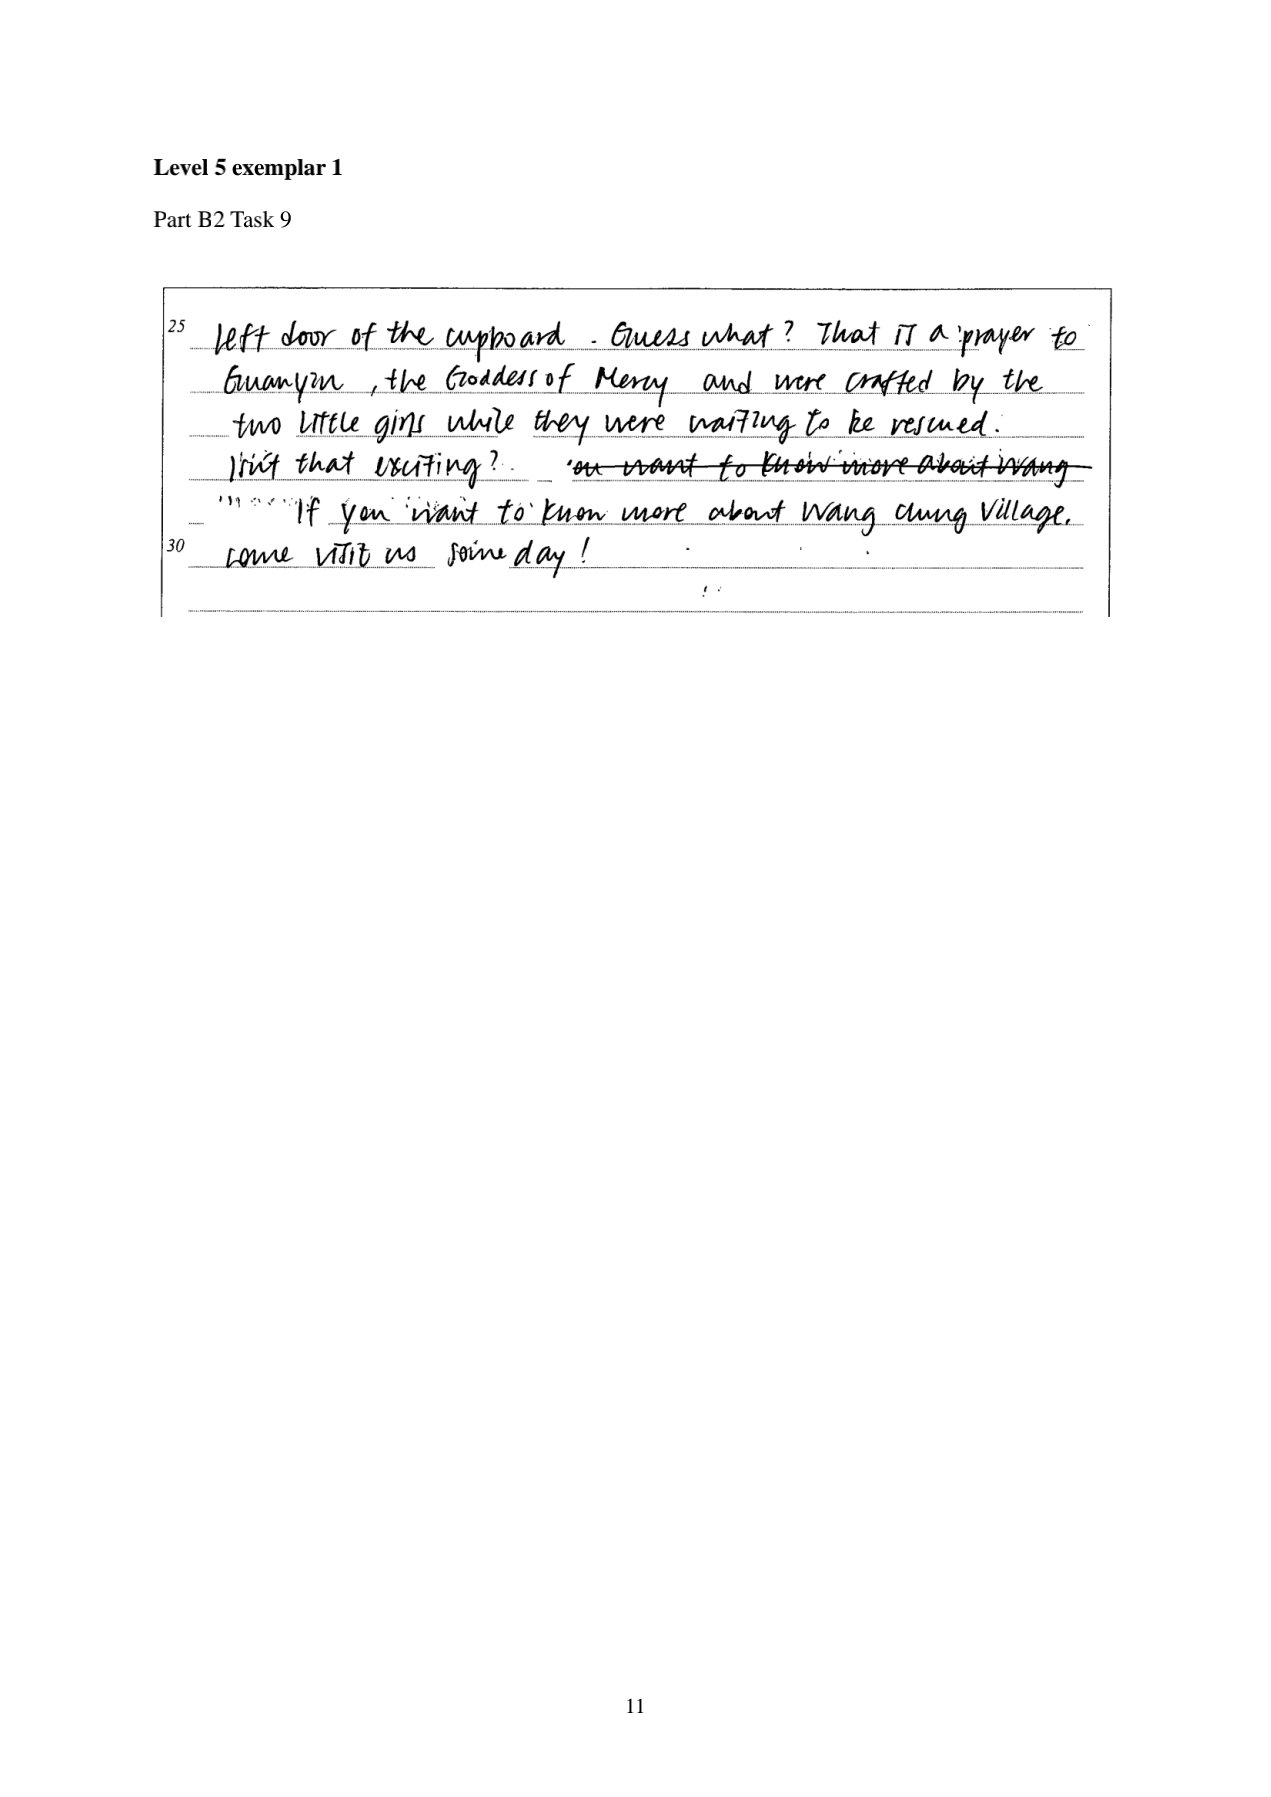 Level 5 exemplar 1
Part B2 Task 9
25 left door of the cupboard . Guess what? That is a prayer to
Guanyin , the Goddess of Mercy and were crafted by the
two little girls while they were waiting to be rescued.
Isn't that exciting? ou want to know more about Wang
If you want to know more about Wang Chung Village.
30 come visit us some day!
11